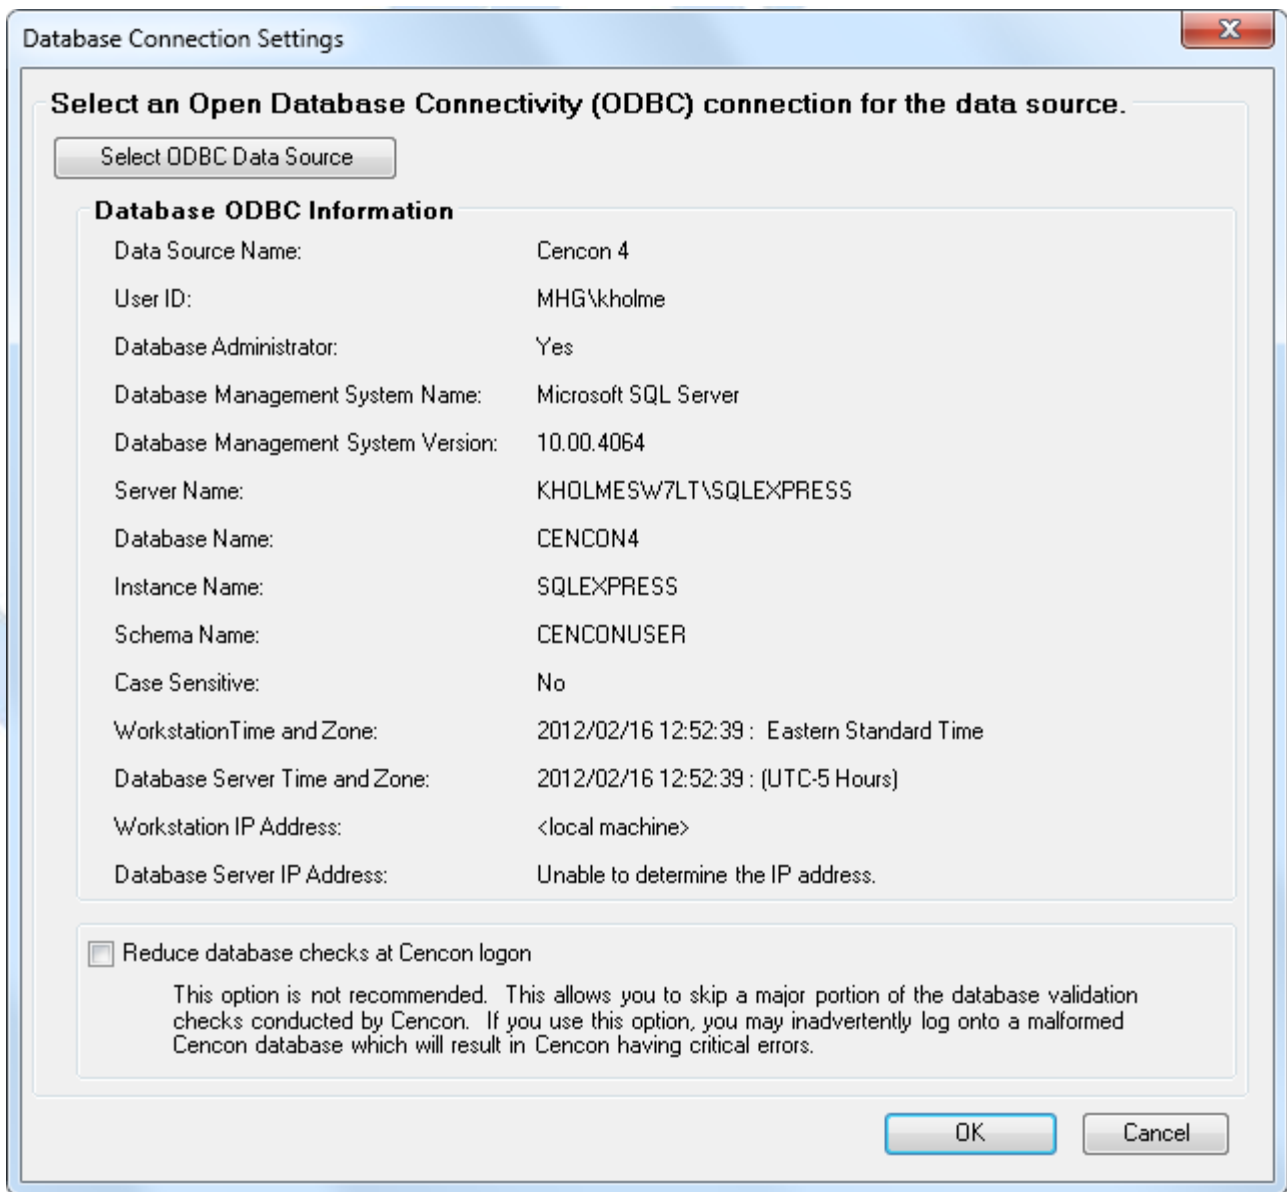 Database Connection Settings
Select an Open Database Connectivity (ODBC) connection for the data source.
Select ODBC Data Source
Database ODBC Information
Data Source Name: Cencon 4
User ID: MHG\kholme
Database Administrator: Yes
Database Management System Name: Microsoft SQL Server
Database Management System Version: 10.00.4064
Server Name: KHOLMESW7LT\SQLEXPRESS
Database Name: CENCON4
Instance Name: SQLEXPRESS
Schema Name: CENCONUSER
Case Sensitive: No
WorkstationTime and Zone: 2012/02/16 12:52:39 : Eastern Standard Time
Database Server Time and Zone: 2012/02/16 12:52:39 : (UTC-5 Hours)
Workstation IP Address: <local machine>
Database Server IP Address: Unable to determine the IP address.
Reduce database checks at Cencon logon
This option is not recommended. This allows you to skip a major portion of the database validation
checks conducted by Cencon. If you use this option, you may inadvertently log onto a malformed
Cencon database which will result in Cencon having critical errors.
OK Cancel